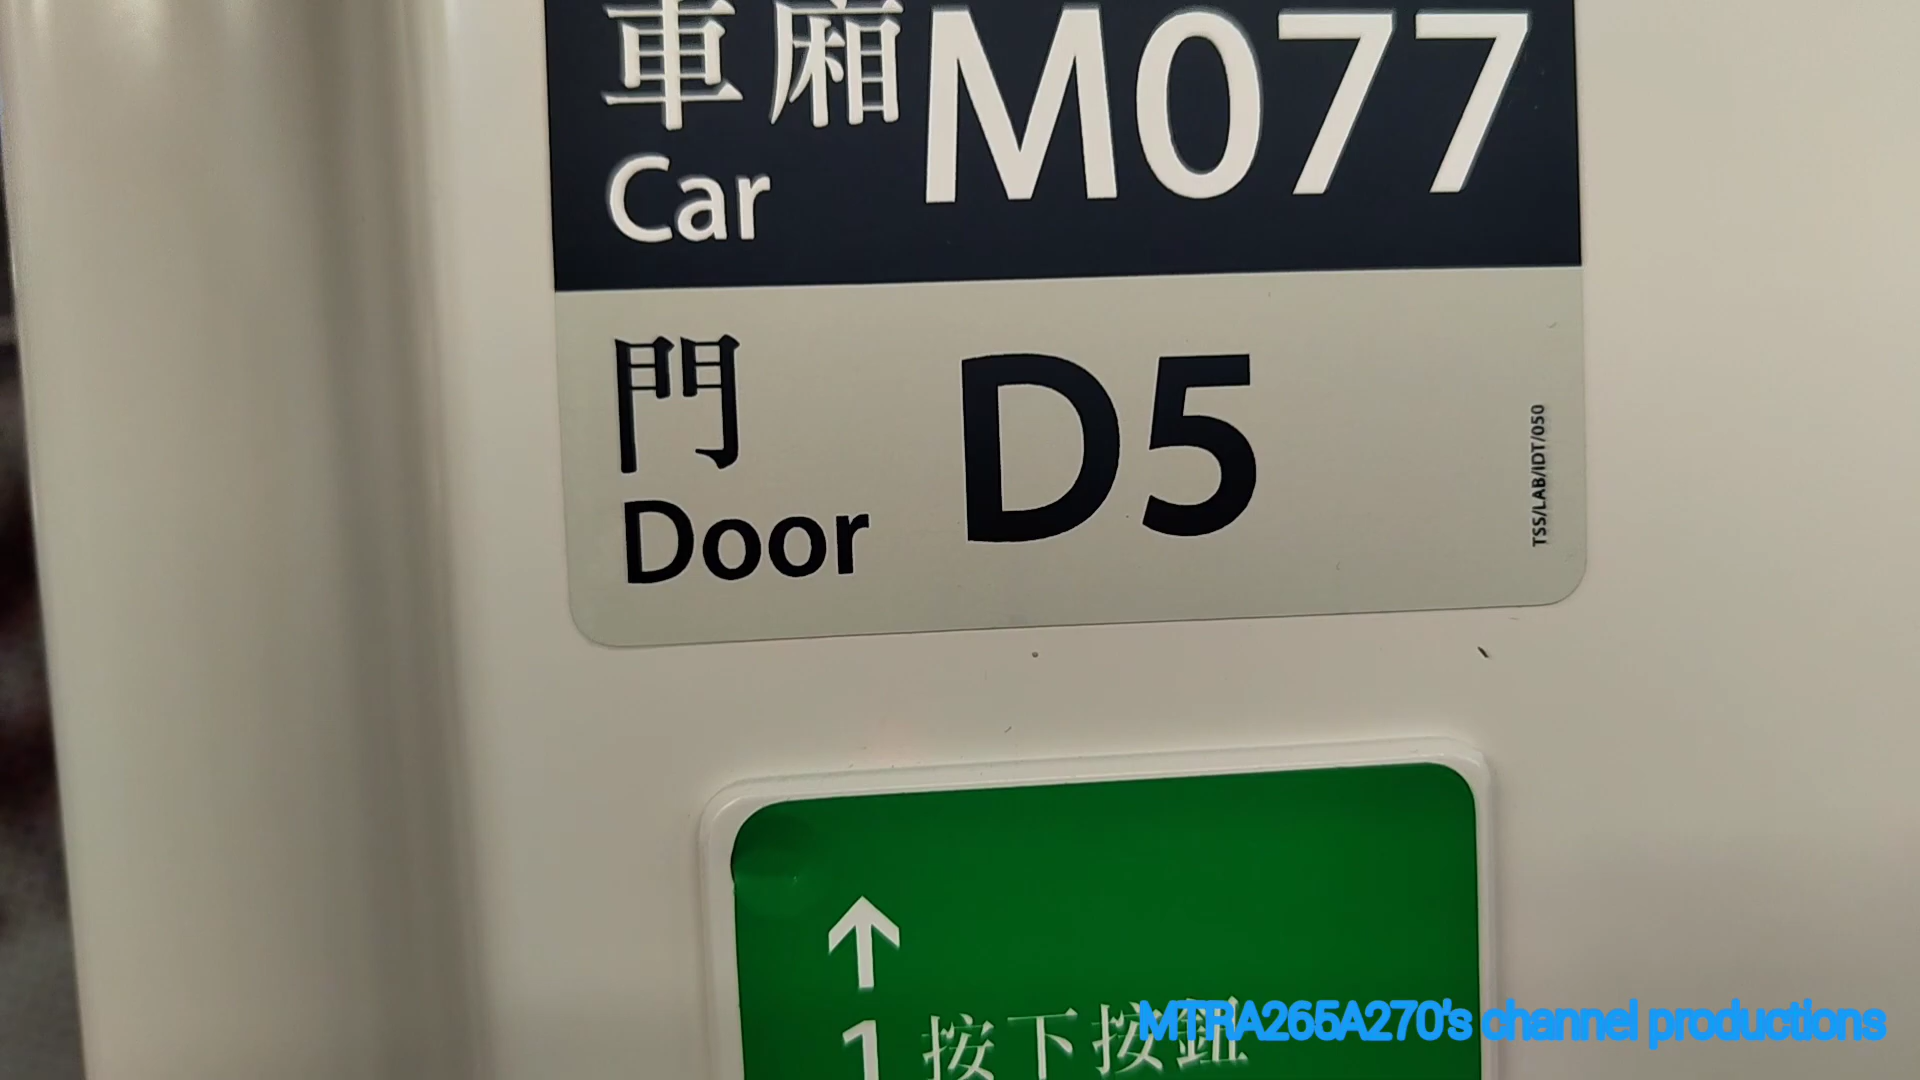 車廂 M077
Car
門 D5
Door
TSS/LAB/IDT/050
↑
1 按下按鈕
MTRA265A270's channel productions